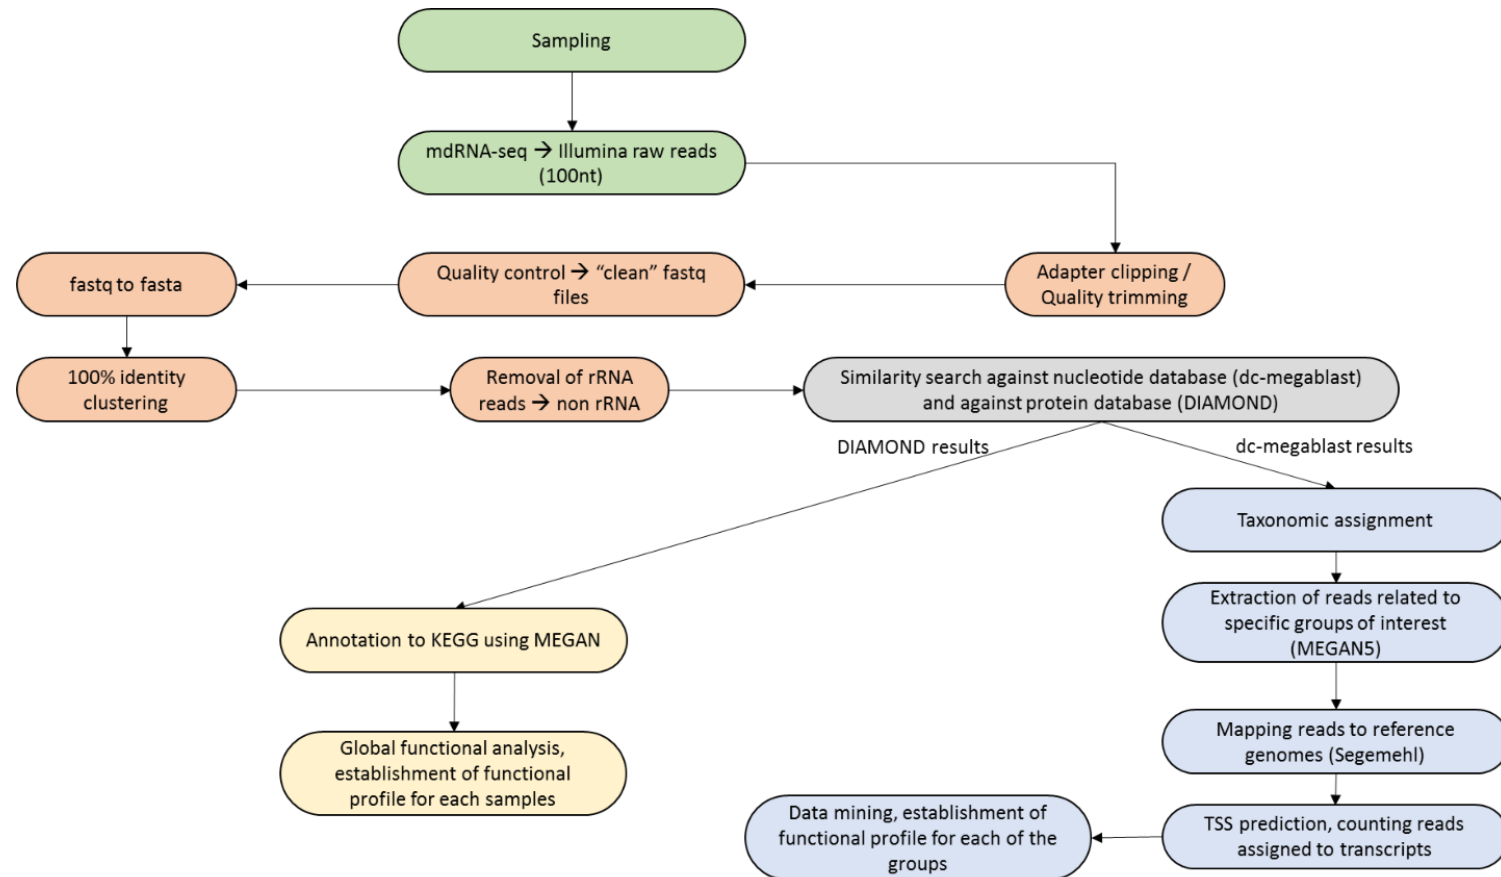 Sampling
mdRNA-seq → Illumina raw reads
(100nt)
fastq to fasta
Quality control → “clean” fastq
files
Adapter clipping /
Quality trimming
100% identity
clustering
Removal of rRNA
reads → non rRNA
Similarity search against nucleotide database (dc-megablast)
and against protein database (DIAMOND)
DIAMOND results
dc-megablast results
Taxonomic assignment
Extraction of reads related to
specific groups of interest
(MEGAN5)
Annotation to KEGG using MEGAN
Mapping reads to reference
genomes (Segemehl)
Global functional analysis,
establishment of functional
profile for each samples
Data mining, establishment of
functional profile for each of the
groups
TSS prediction, counting reads
assigned to transcripts